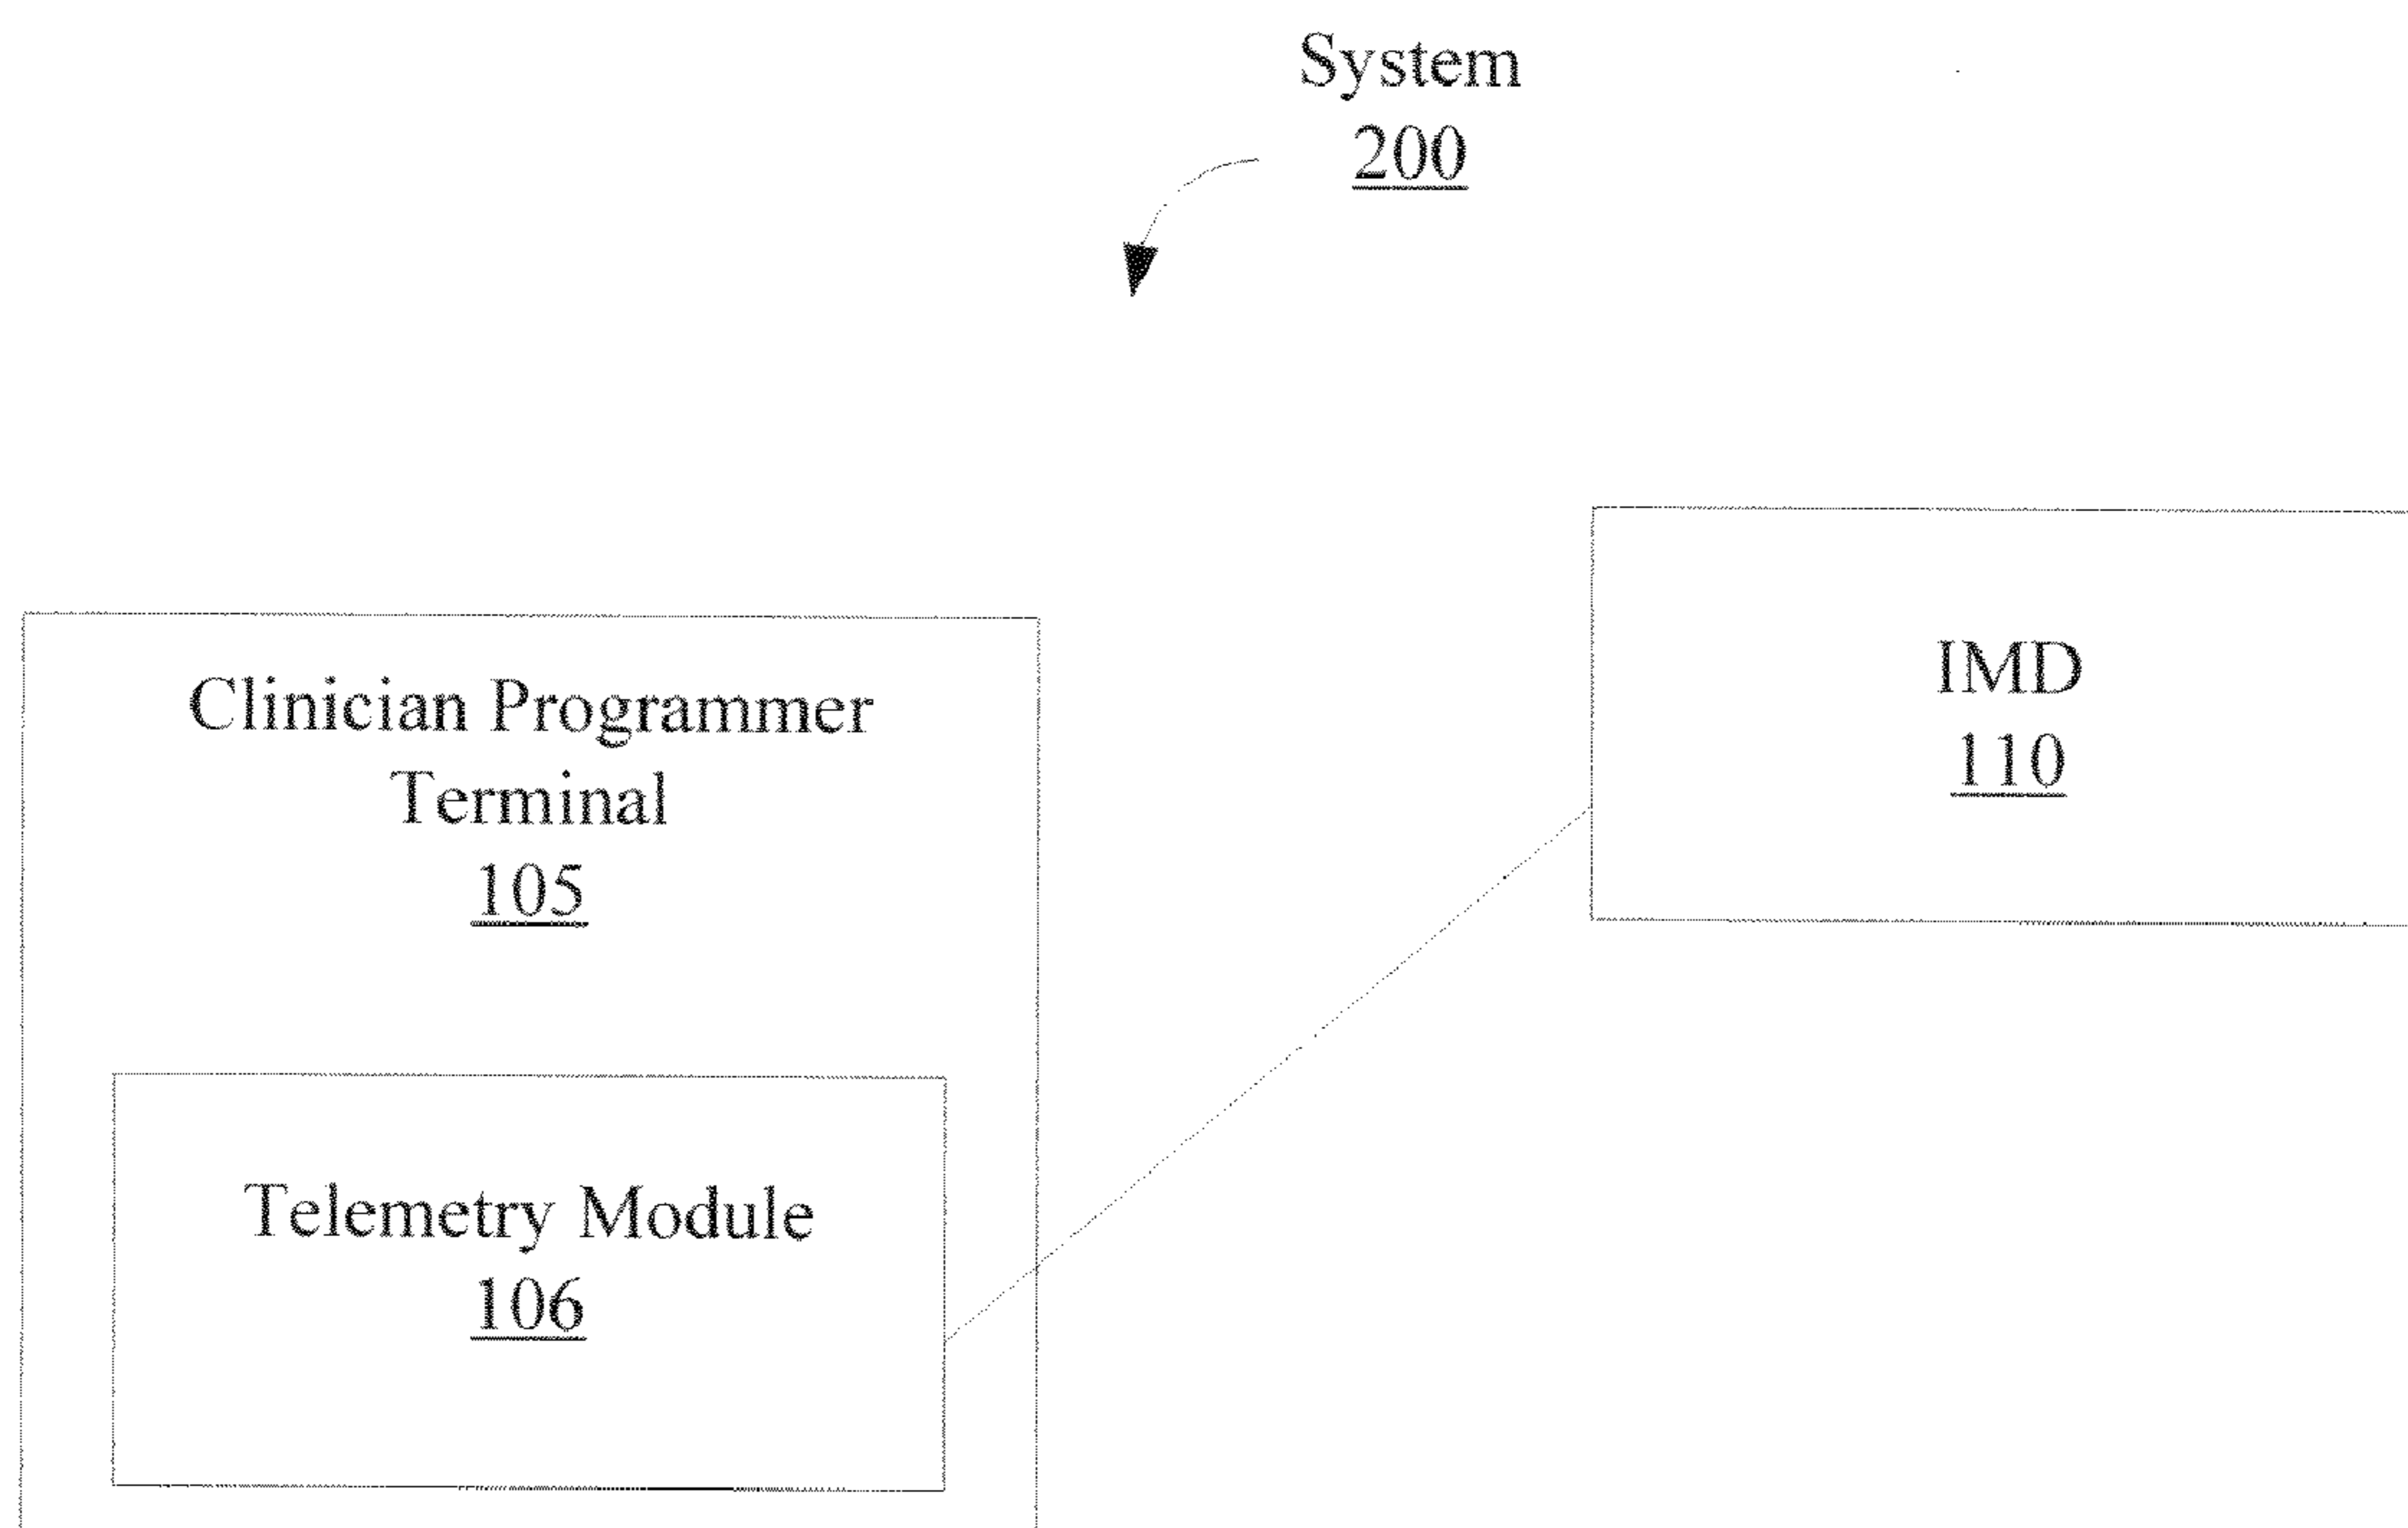 System
200
Clinician Programmer
Terminal
105
Telemetry Module
106
IMD
110